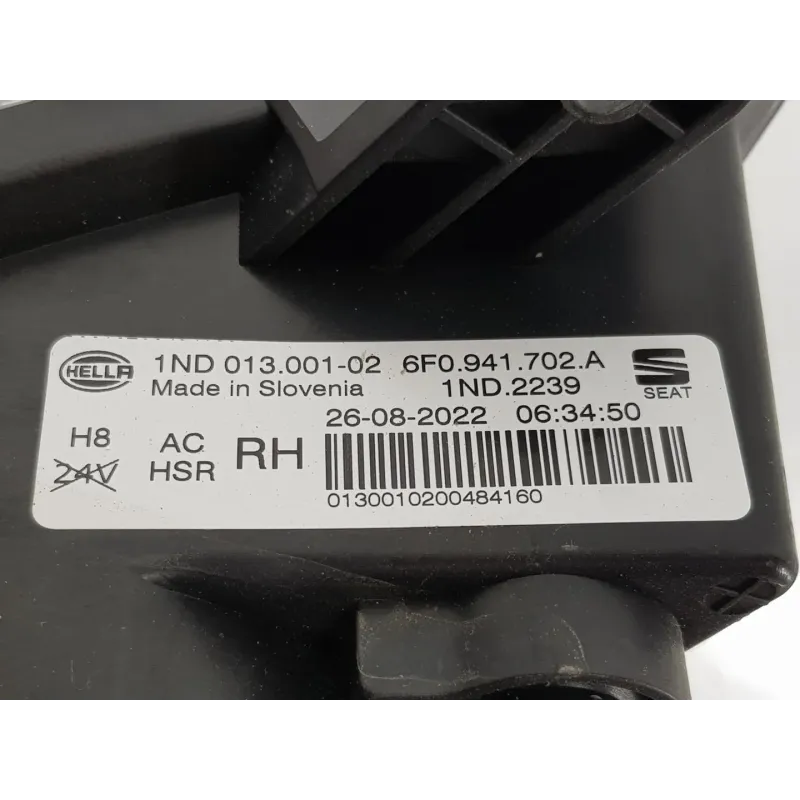 HELLA 1ND 013.001-02 6F0.941.702.A
Made in Slovenia 1ND.2239
SEAT
26-08-2022 06:34:50
H8 AC RH
24V HSR
0130010200484160